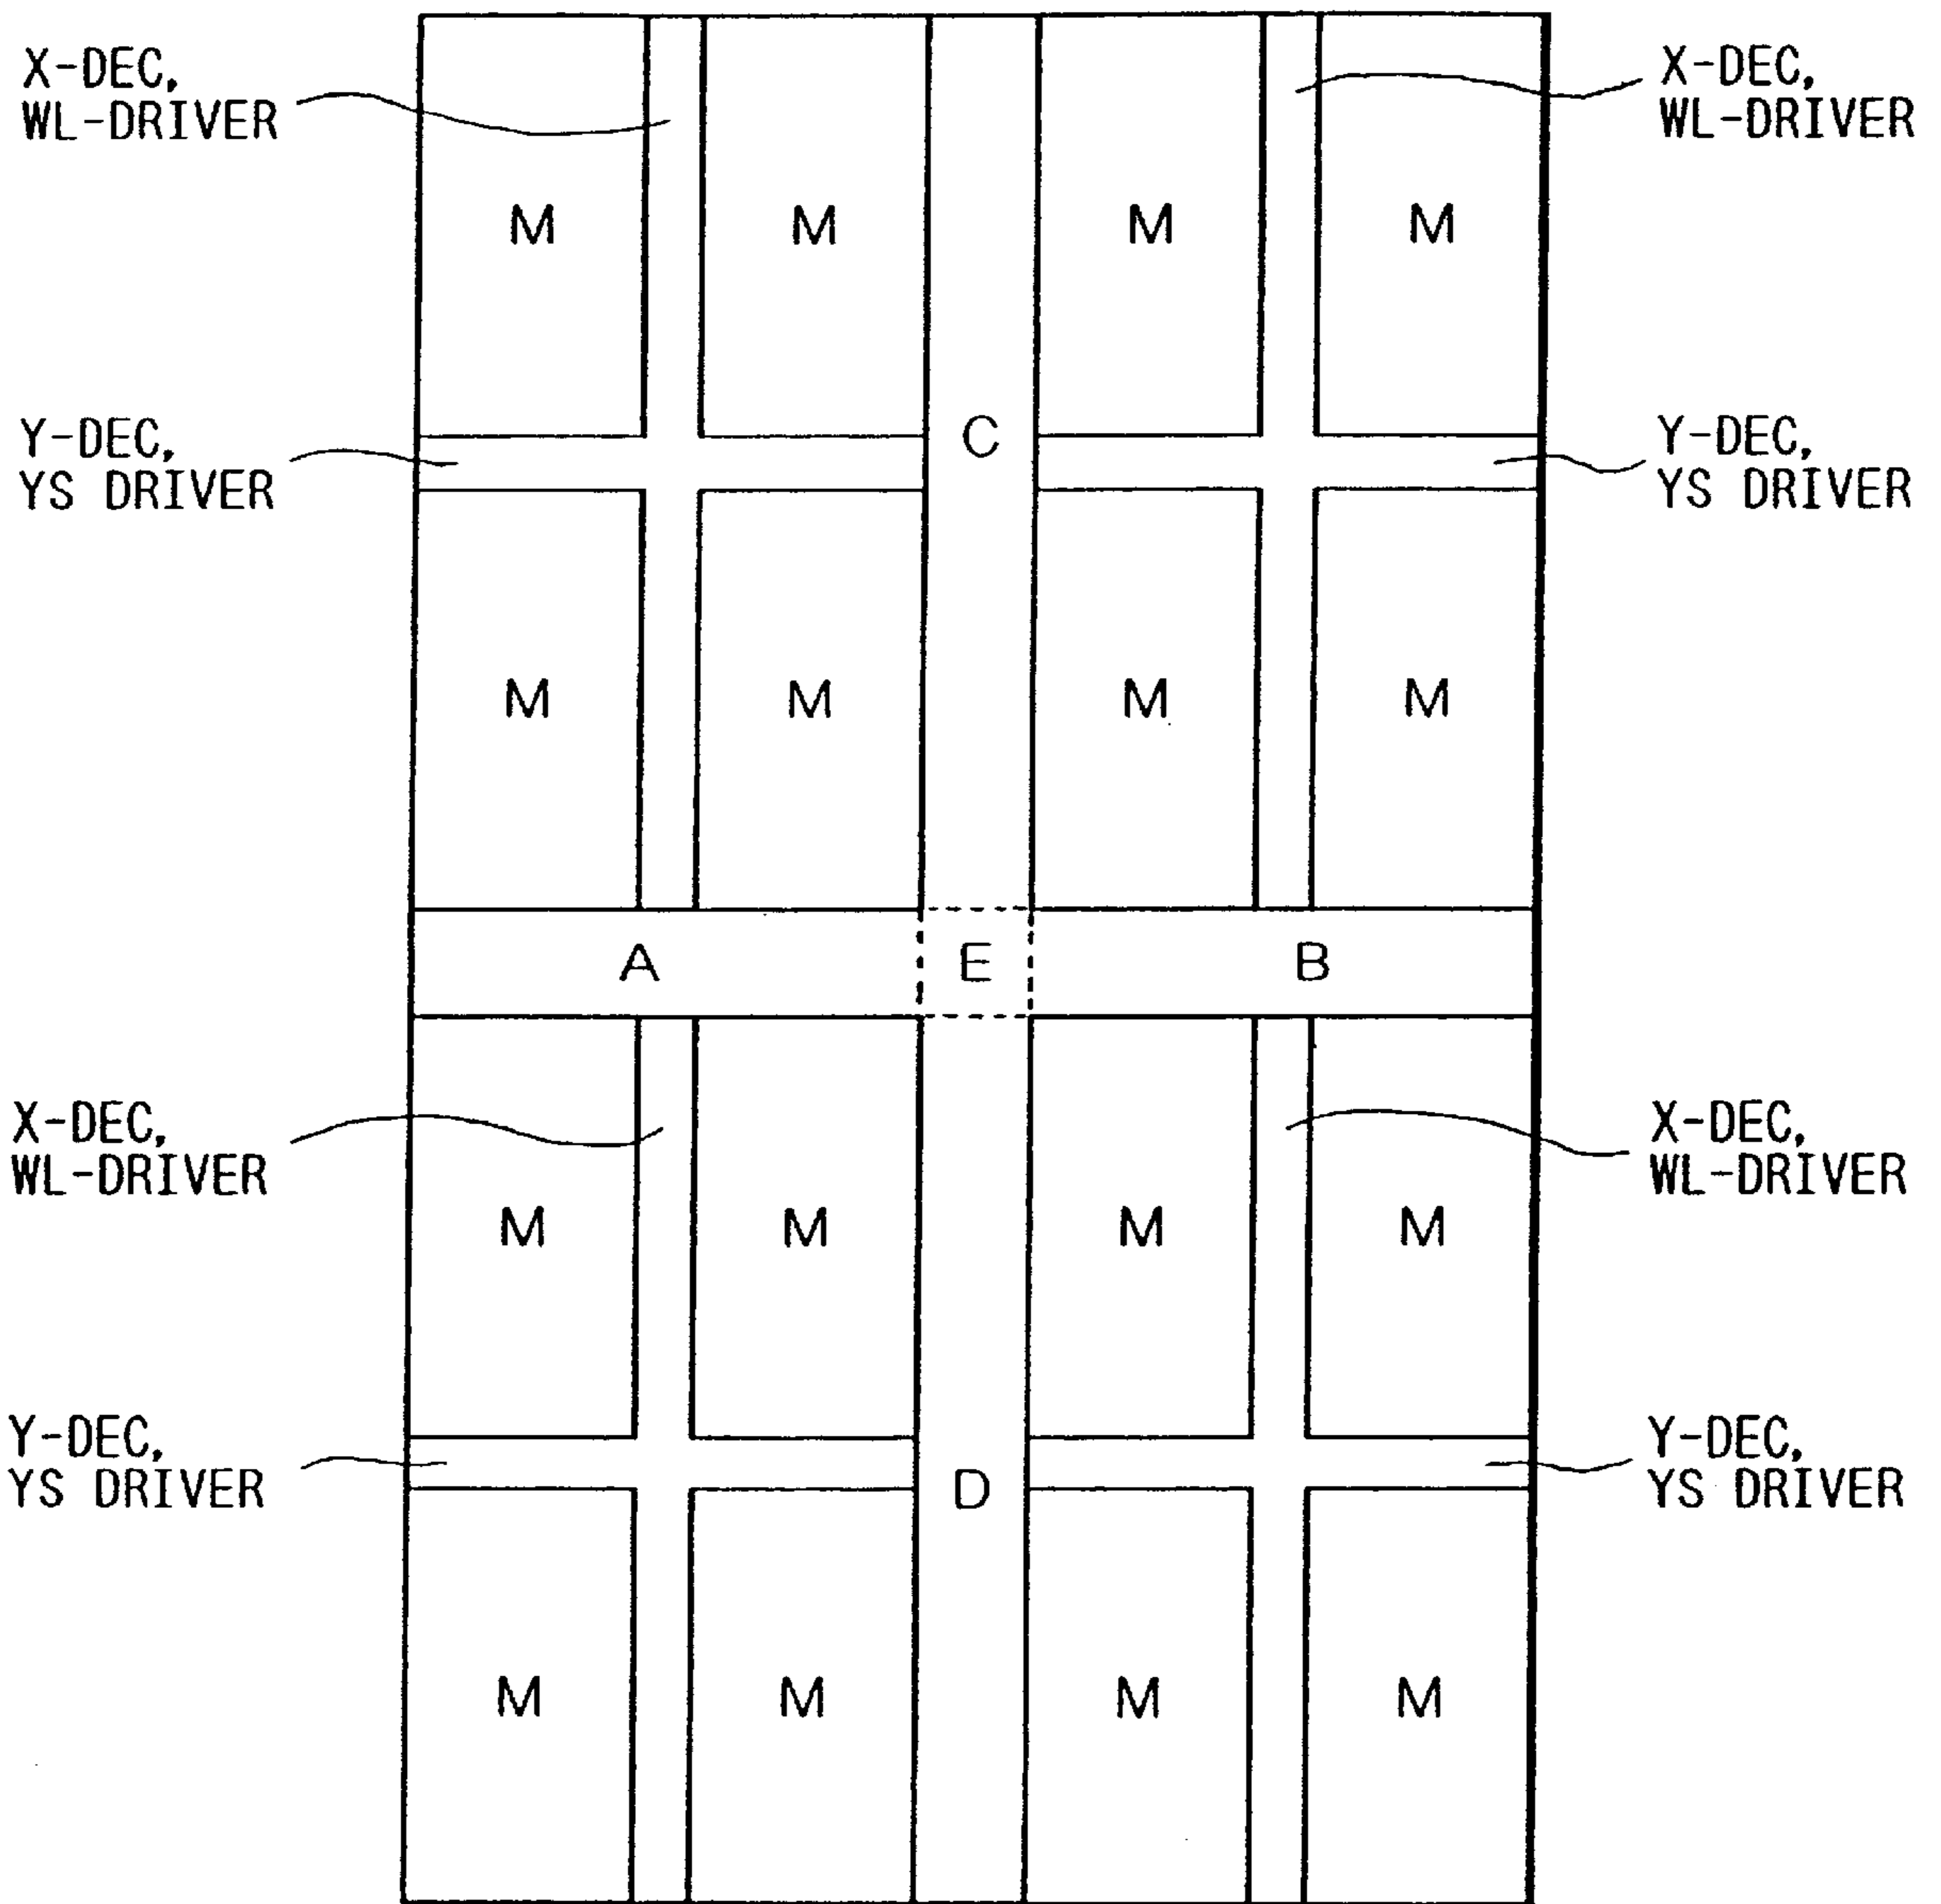 X-DEC,
WL-DRIVER
X-DEC,
WL-DRIVER
M M M M
Y-DEC,
YS DRIVER
C
Y-DEC,
YS DRIVER
M M M M
A E B
X-DEC,
WL-DRIVER
X-DEC,
WL-DRIVER
M M M M
Y-DEC,
YS DRIVER
D
Y-DEC,
YS DRIVER
M M M M